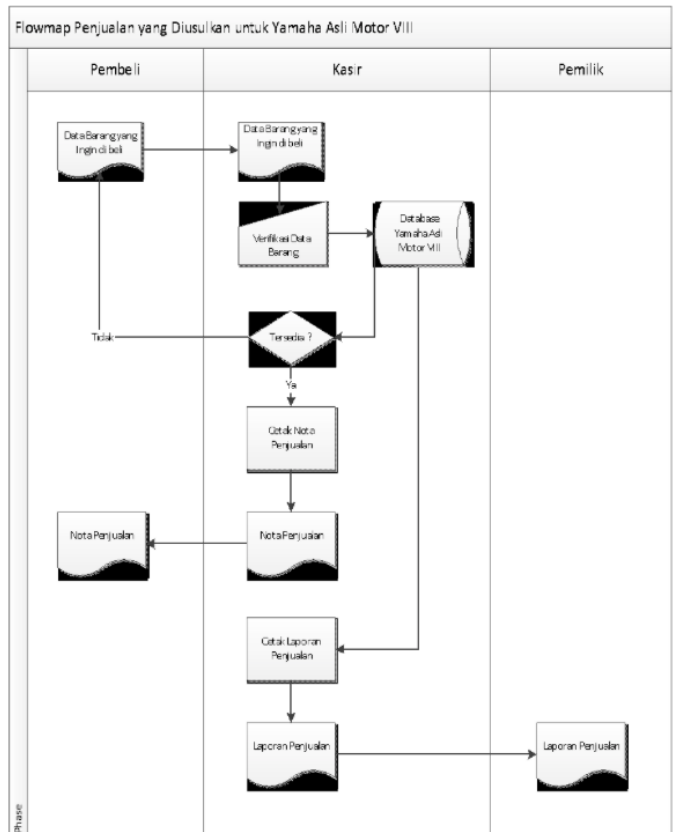 Flowmap Penjualan yang Diusulkan untuk Yamaha Asli Motor VIII
Pembeli
Kasir
Pemilik
Data Barang yang
Ingin di beli
Data Barang yang
Ingin di beli
Verifikasi Data
Barang
Database
Yamaha Asli
Motor VIII
Tidak
Tersedia ?
Ya
Cetak Nota
Penjualan
Nota Penjualan
Nota Penjualan
Cetak Laporan
Penjualan
Laporan Penjualan
Laporan Penjualan
Phase